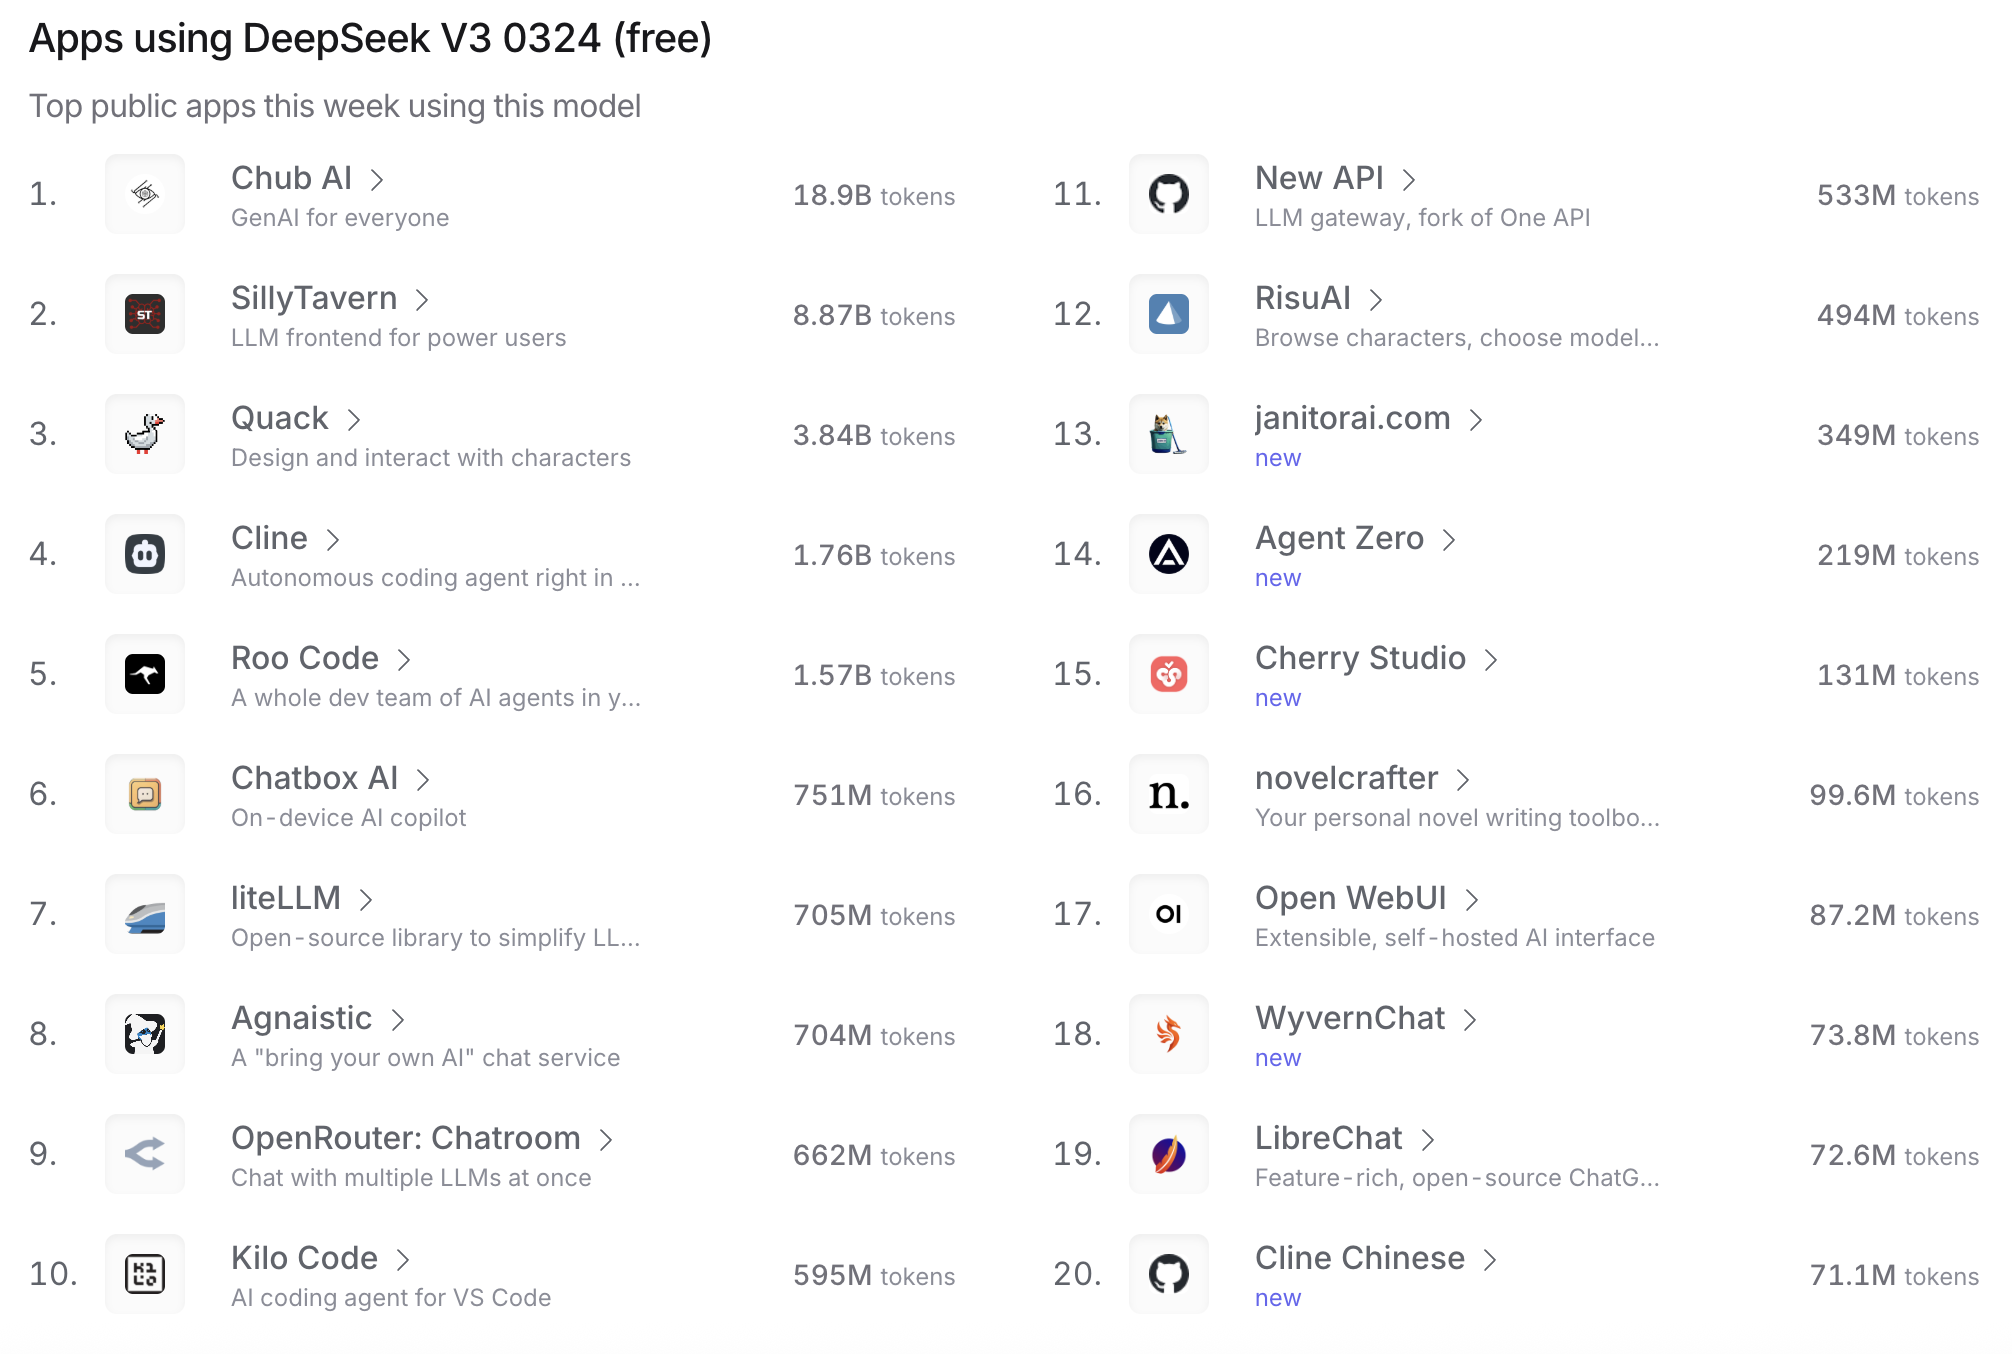 Apps using DeepSeek V3 0324 (free)
Top public apps this week using this model
1.
Chub AI
GenAI for everyone
18.9B tokens
2.
ST
SillyTavern
LLM frontend for power users
8.87B tokens
3.
Quack
Design and interact with characters
3.84B tokens
4.
Cline
Autonomous coding agent right in ...
1.76B tokens
5.
Roo Code
A whole dev team of AI agents in y...
1.57B tokens
6.
Chatbox AI
On-device AI copilot
751M tokens
7.
liteLLM
Open-source library to simplify LL...
705M tokens
8.
Agnaistic
A "bring your own AI" chat service
704M tokens
9.
OpenRouter: Chatroom
Chat with multiple LLMs at once
662M tokens
10.
Kilo Code
AI coding agent for VS Code
595M tokens
11.
New API
LLM gateway, fork of One API
533M tokens
12.
RisuAI
Browse characters, choose model...
494M tokens
13.
janitorai.com
new
349M tokens
14.
Agent Zero
new
219M tokens
15.
Cherry Studio
new
131M tokens
16.
n.
novelcrafter
Your personal novel writing toolbo...
99.6M tokens
17.
OI
Open WebUI
Extensible, self-hosted AI interface
87.2M tokens
18.
WyvernChat
new
73.8M tokens
19.
LibreChat
Feature-rich, open-source ChatG...
72.6M tokens
20.
Cline Chinese
new
71.1M tokens